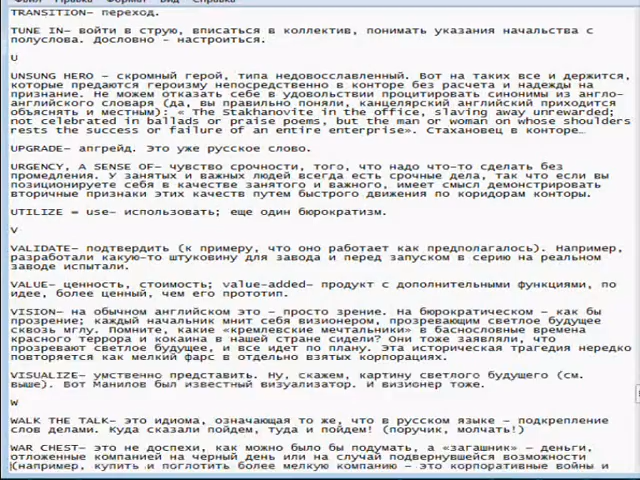 Файл Правка Формат Вид Справка
TRANSITION- переход.
TUNE IN- войти в струю, вписаться в коллектив, понимать указания начальства с
полуслова. Дословно - настроиться.
U
UNSUNG HERO - скромный герой, типа недовосславленный. Вот на таких все и держится,
которые предаются героизму непосредственно в конторе без расчета и надежды на
признание. Не можем отказать себе в удовольствии процитировать синонимы из англо-
английского словаря (да, вы правильно поняли, канцелярский английский приходится
объяснять и местным): « The Stakhanovite in the office, slaving away unrewarded;
not celebrated in ballads or praise poems, but the man or woman on whose shoulders
rests the success or failure of an entire enterprise». Стахановец в конторе…
UPGRADE- апгрейд. Это уже русское слово.
URGENCY, A SENSE OF- чувство срочности, того, что надо что-то сделать без
промедления. У занятых и важных людей всегда есть срочные дела, так что если вы
позиционируете себя в качестве занятого и важного, имеет смысл демонстрировать
вторичные признаки этих качеств путем быстрого движения по коридорам конторы.
UTILIZE = use- использовать; еще один бюрократизм.
V
VALIDATE- подтвердить (к примеру, что оно работает как предполагалось). Например,
разработали какую-то штуковину для завода и перед запуском в серию на реальном
заводе испытали.
VALUE- ценность, стоимость; value-added- продукт с дополнительными функциями, по
идее, более ценный, чем его прототип.
VISION- на обычном английском это - просто зрение. На бюрократическом - как бы
прозрение; каждый начальник мнит себя визионером, прозревающим светлое будущее
сквозь мглу. Помните, какие «кремлевские мечтальники» в баснословные времена
красного террора и кокаина в нашей стране сидели? Они тоже заявляли, что
прозревают светлое будущее, и все идет по плану. Эта историческая трагедия нередко
повторяется как мелкий фарс в отдельно взятых корпорациях.
VISUALIZE- умственно представить. Ну, скажем, картину светлого будущего (см.
выше). Вот Манилов был известный визуализатор. И визионер тоже.
W
WALK THE TALK- это идиома, означающая то же, что в русском языке - подкрепление
слов делами. Куда сказали пойдем, туда и пойдем! (поручик, молчать!)
WAR CHEST- это не доспехи, как можно было бы подумать, а «загашник» - деньги,
отложенные компанией на черный день или на случай подвернувшейся возможности
(например, купить и поглотить более мелкую компанию - это корпоративные войны и